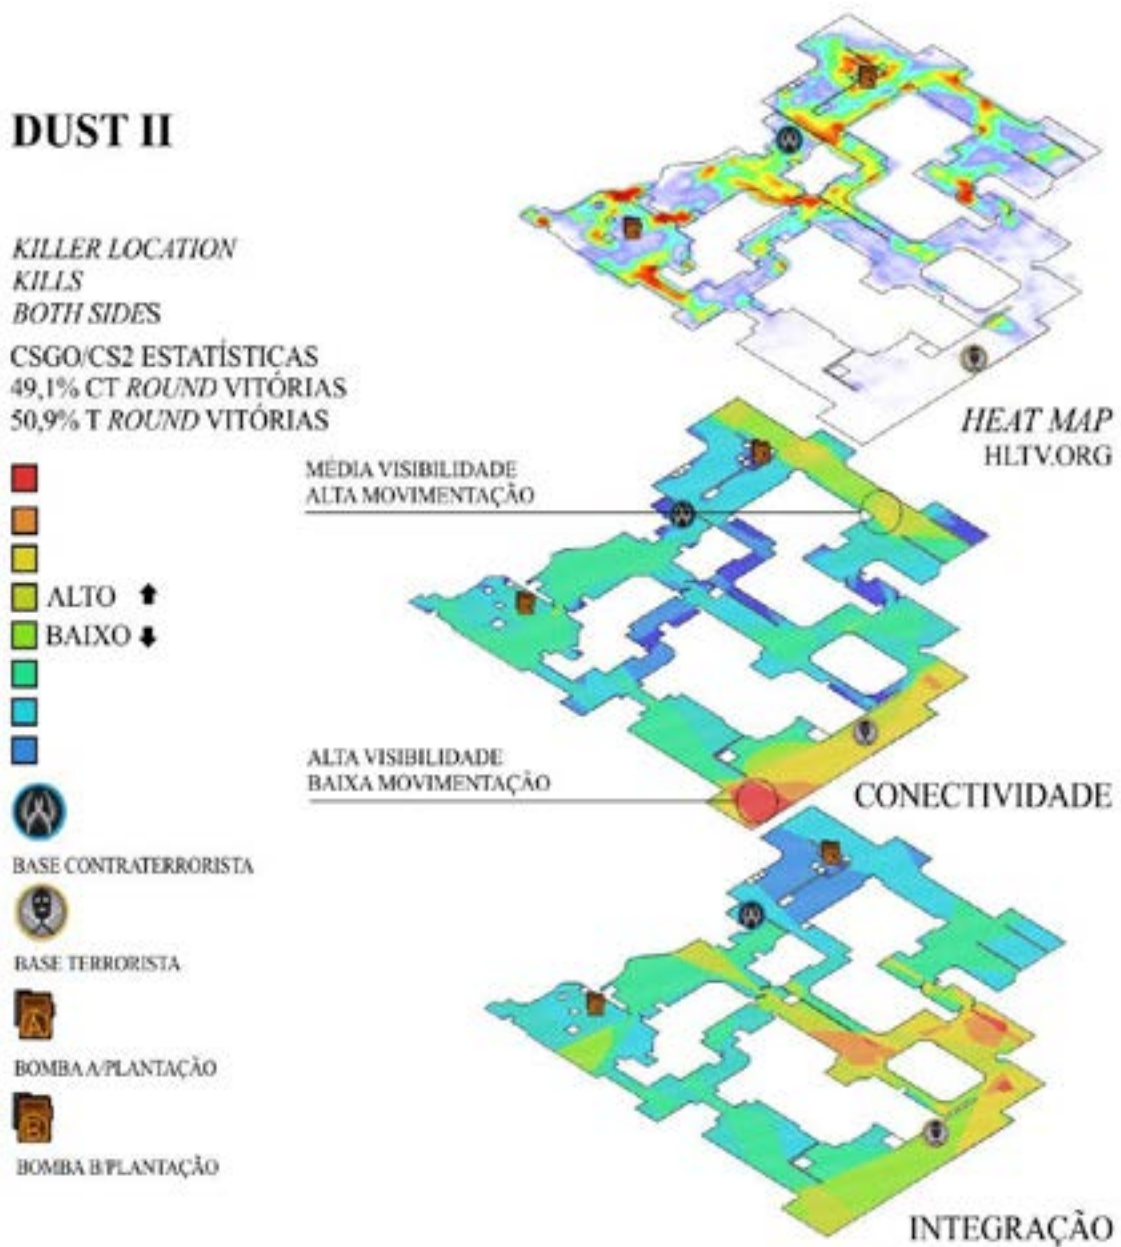 DUST II
KILLER LOCATION
KILLS
BOTH SIDES
CSGO/CS2 ESTATÍSTICAS
49,1% CT ROUND VITÓRIAS
50,9% T ROUND VITÓRIAS
HEAT MAP
HLTV.ORG
MÉDIA VISIBILIDADE
ALTA MOVIMENTAÇÃO
ALTO
BAIXO
ALTA VISIBILIDADE
BAIXA MOVIMENTAÇÃO
CONECTIVIDADE
BASE CONTRATERRORISTA
BASE TERRORISTA
A
BOMBA A/PLANTAÇÃO
B
BOMBA B/PLANTAÇÃO
INTEGRAÇÃO